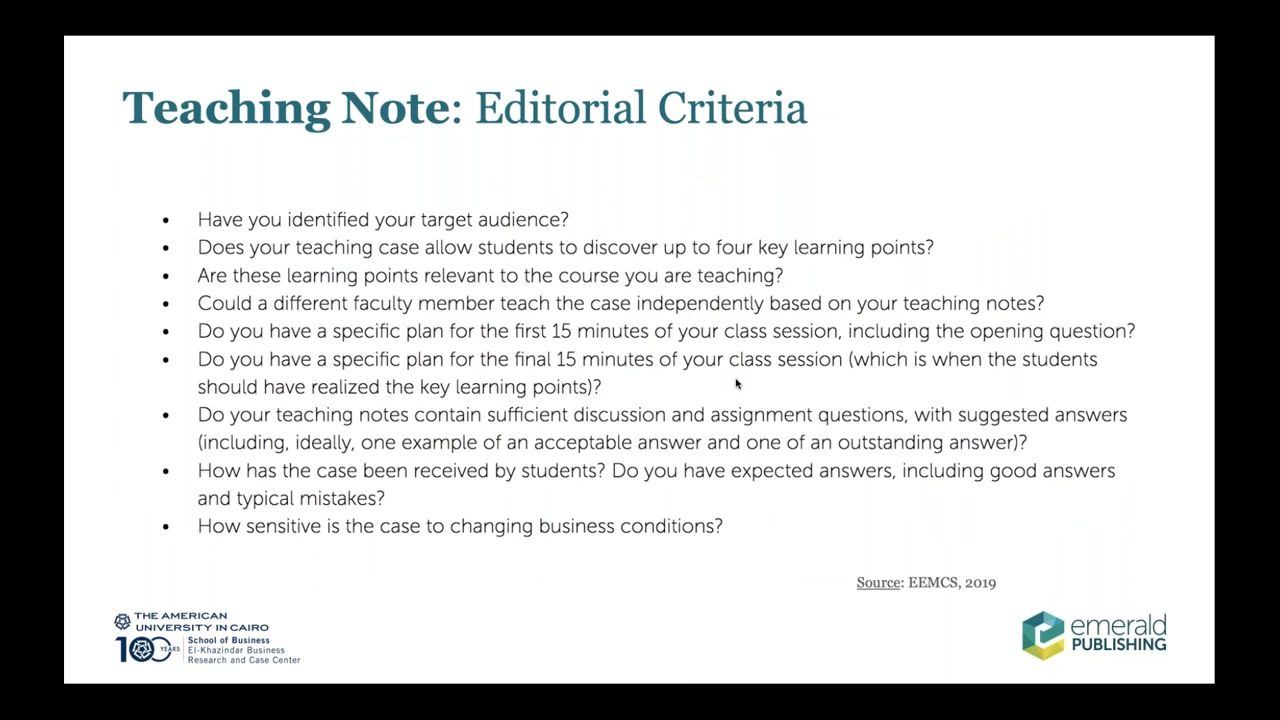 Teaching Note: Editorial Criteria
• Have you identified your target audience?
• Does your teaching case allow students to discover up to four key learning points?
• Are these learning points relevant to the course you are teaching?
• Could a different faculty member teach the case independently based on your teaching notes?
• Do you have a specific plan for the first 15 minutes of your class session, including the opening question?
• Do you have a specific plan for the final 15 minutes of your class session (which is when the students
should have realized the key learning points)?
• Do your teaching notes contain sufficient discussion and assignment questions, with suggested answers
(including, ideally, one example of an acceptable answer and one of an outstanding answer)?
• How has the case been received by students? Do you have expected answers, including good answers
and typical mistakes?
• How sensitive is the case to changing business conditions?
Source: EEMCS, 2019
THE AMERICAN
UNIVERSITY IN CAIRO
100 YEARS
School of Business
El-Khazindar Business
Research and Case Center
emerald
PUBLISHING